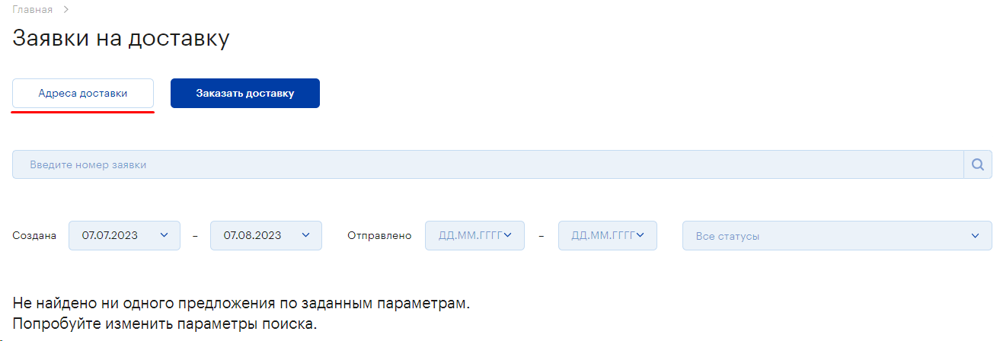 Главная
Заявки на доставку
Адреса доставки Заказать доставку
Введите номер заявки
Создана 07.07.2023 – 07.08.2023 Отправлено ДД.ММ.ГГГГ – ДД.ММ.ГГГГ Все статусы
Не найдено ни одного предложения по заданным параметрам.
Попробуйте изменить параметры поиска.